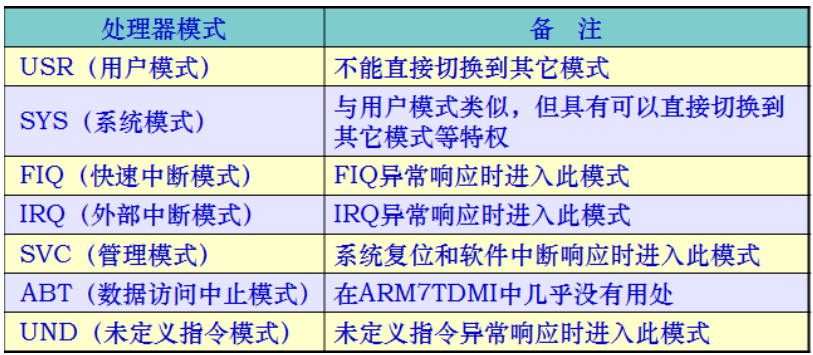 处理器模式 备 注
USR（用户模式） 不能直接切换到其它模式
SYS（系统模式） 与用户模式类似，但具有可以直接切换到
其它模式等特权
FIQ（快速中断模式） FIQ异常响应时进入此模式
IRQ（外部中断模式） IRQ异常响应时进入此模式
SVC（管理模式） 系统复位和软件中断响应时进入此模式
ABT（数据访问中止模式） 在ARM7TDMI中几乎没有用处
UND（未定义指令模式） 未定义指令异常响应时进入此模式